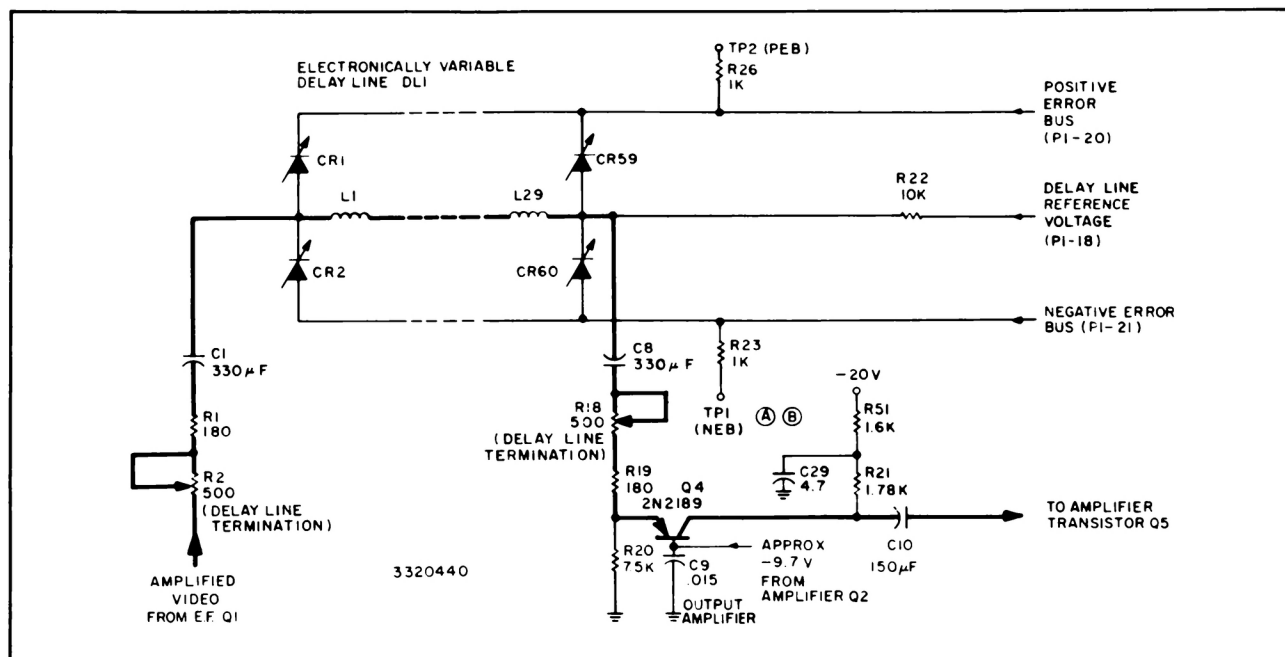 TP2 (PEB)
R26
1K
ELECTRONICALLY VARIABLE
DELAY LINE DL1
POSITIVE
ERROR
BUS
(P1-20)
CR1
CR59
L1
L29
R22
10K
DELAY LINE
REFERENCE
VOLTAGE
(P1-18)
CR2
CR60
NEGATIVE ERROR
BUS (P1-21)
C1
330μF
C8
330μF
R23
1K
TP1
(NEB)
A B
-20V
R51
1.6K
R1
180
R18
500
(DELAY LINE
TERMINATION)
R2
500
(DELAY LINE
TERMINATION)
R19
180
Q4
2N2189
C29
4.7
R21
1.78K
TO AMPLIFIER
TRANSISTOR Q5
C10
150μF
R20
7.5K
C9
.015
APPROX
-9.7 V
FROM
AMPLIFIER Q2
OUTPUT
AMPLIFIER
AMPLIFIED
VIDEO
FROM E.F. Q1
3320440